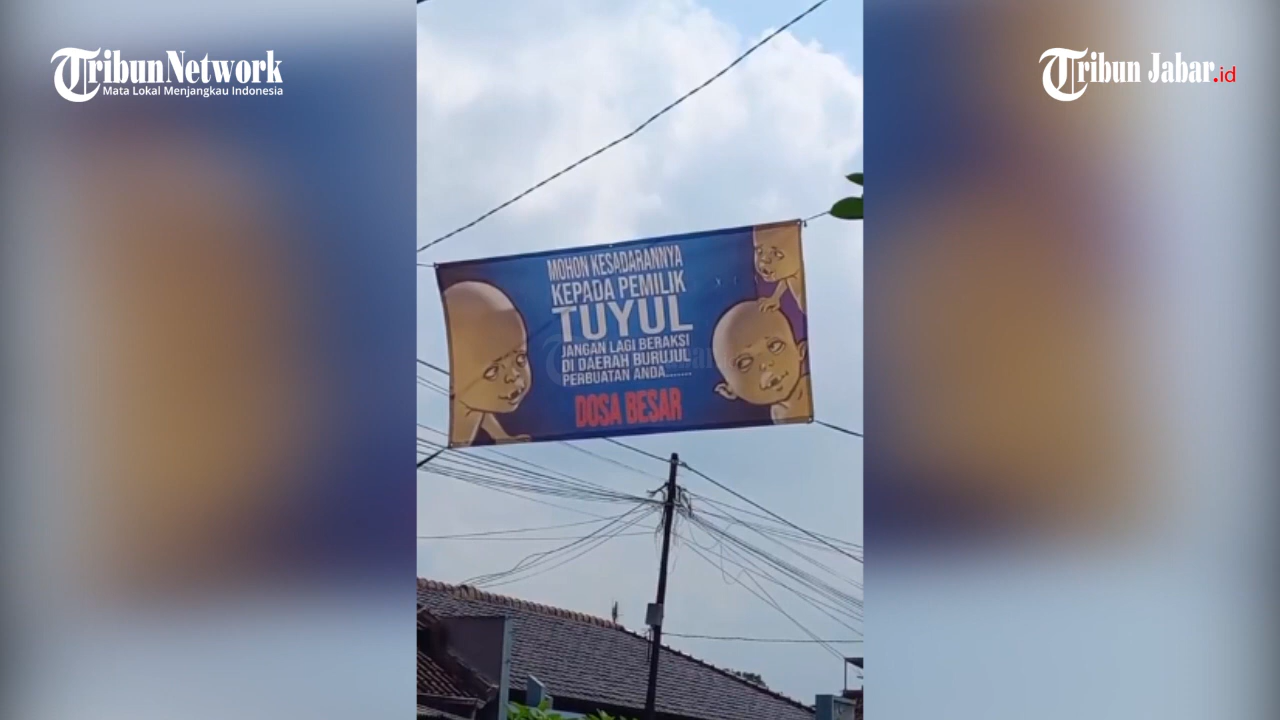 TribunNetwork
Mata Lokal Menjangkau Indonesia
Tribun Jabar.id
MOHON KESADARANNYA
KEPADA PEMILIK
TUYUL
JANGAN LAGI BERAKSI
DI DAERAH BURUJUL
PERBUATAN ANDA.......
DOSA BESAR